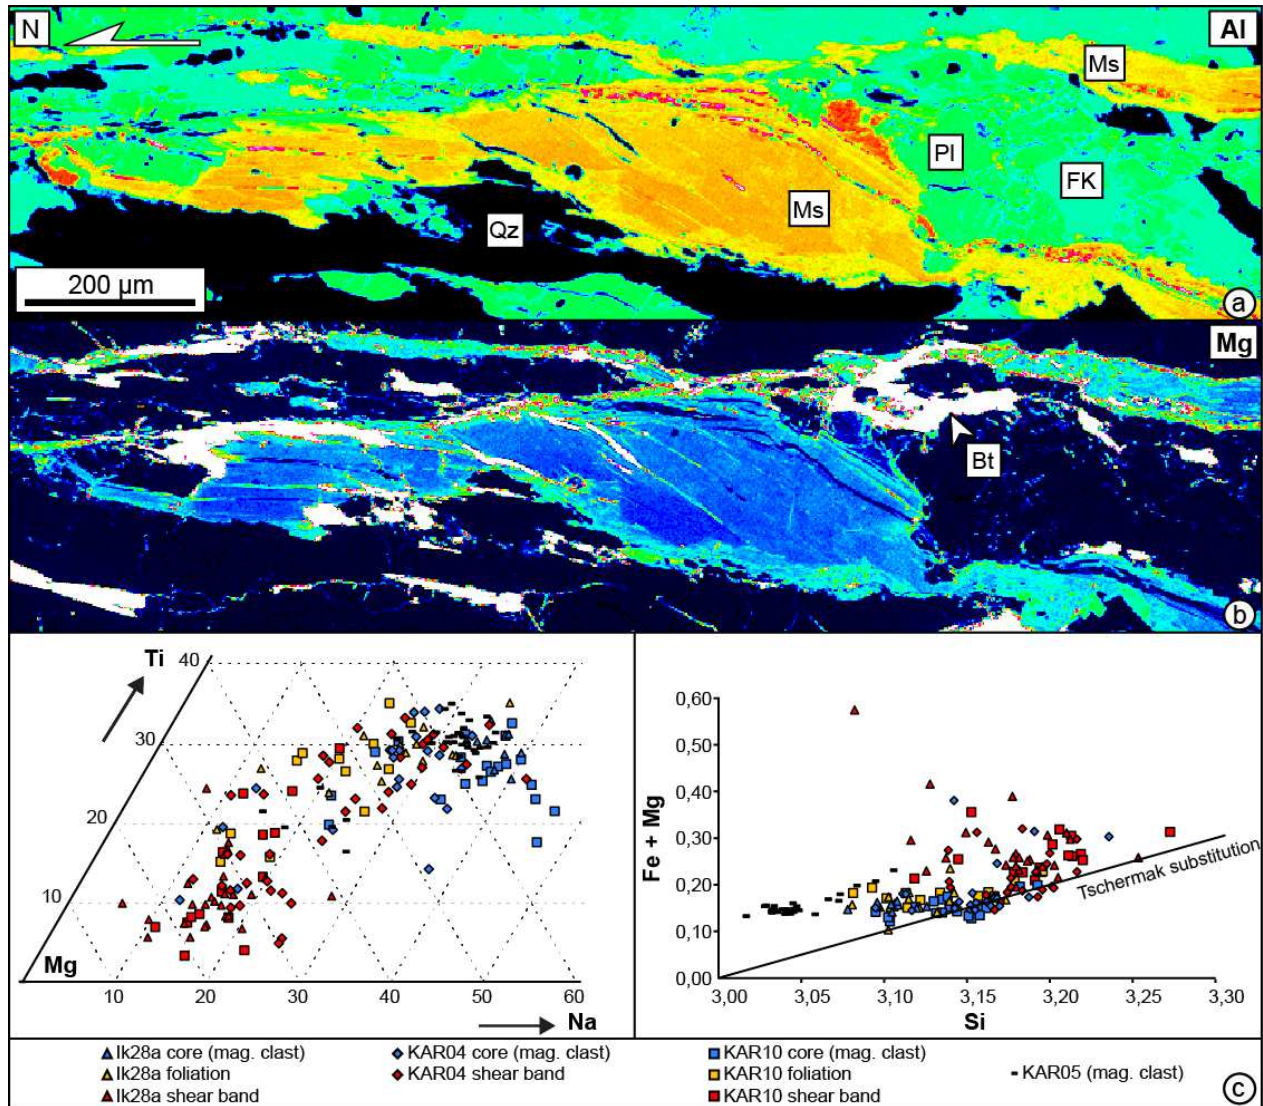 N
Al
Ms
Pl
FK
Ms
Qz
200 µm
a
Mg
Bt
b
Ti
40
30
20
10
Mg
10
20
30
40
50
60
Na
0,60
0,50
0,40
0,30
0,20
0,10
0,00
Fe + Mg
Tschermak substitution
3,00
3,05
3,10
3,15
3,20
3,25
3,30
Si
Ik28a core (mag. clast)
KAR04 core (mag. clast)
KAR10 core (mag. clast)
KAR05 (mag. clast)
Ik28a foliation
KAR04 shear band
KAR10 foliation
Ik28a shear band
KAR10 shear band
c